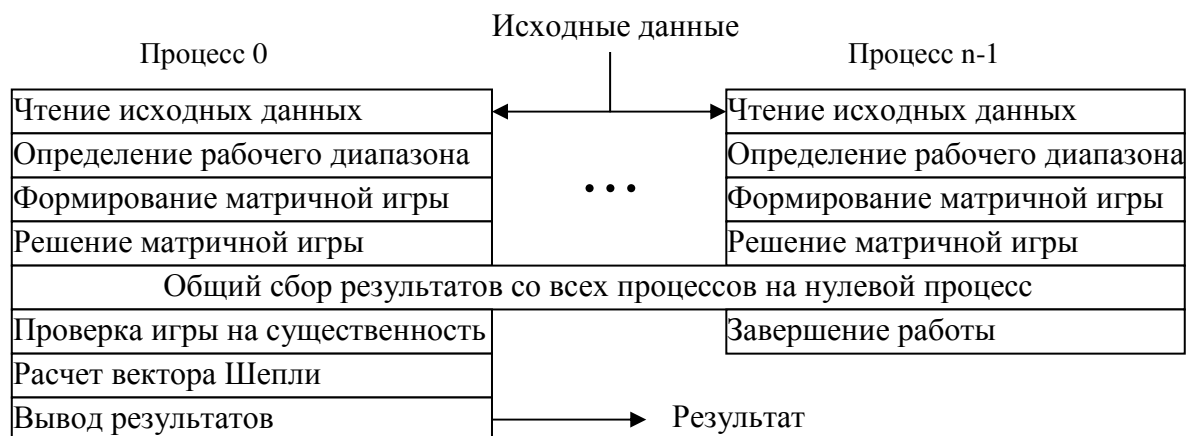 Исходные данные
Процесс 0
Процесс n-1
Чтение исходных данных
Чтение исходных данных
Определение рабочего диапазона
Определение рабочего диапазона
Формирование матричной игры
...
Формирование матричной игры
Решение матричной игры
Решение матричной игры
Общий сбор результатов со всех процессов на нулевой процесс
Проверка игры на существенность
Завершение работы
Расчет вектора Шепли
Вывод результатов
Результат